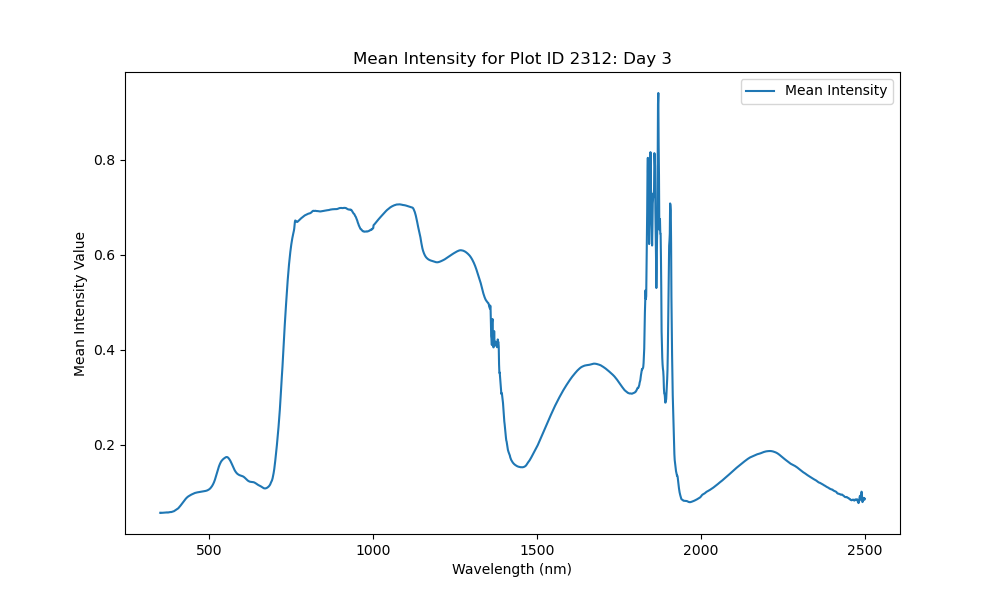 Mean Intensity for Plot ID 2312: Day 3
Mean Intensity
Mean Intensity Value
0.8
0.6
0.4
0.2
500
1000
1500
2000
2500
Wavelength (nm)